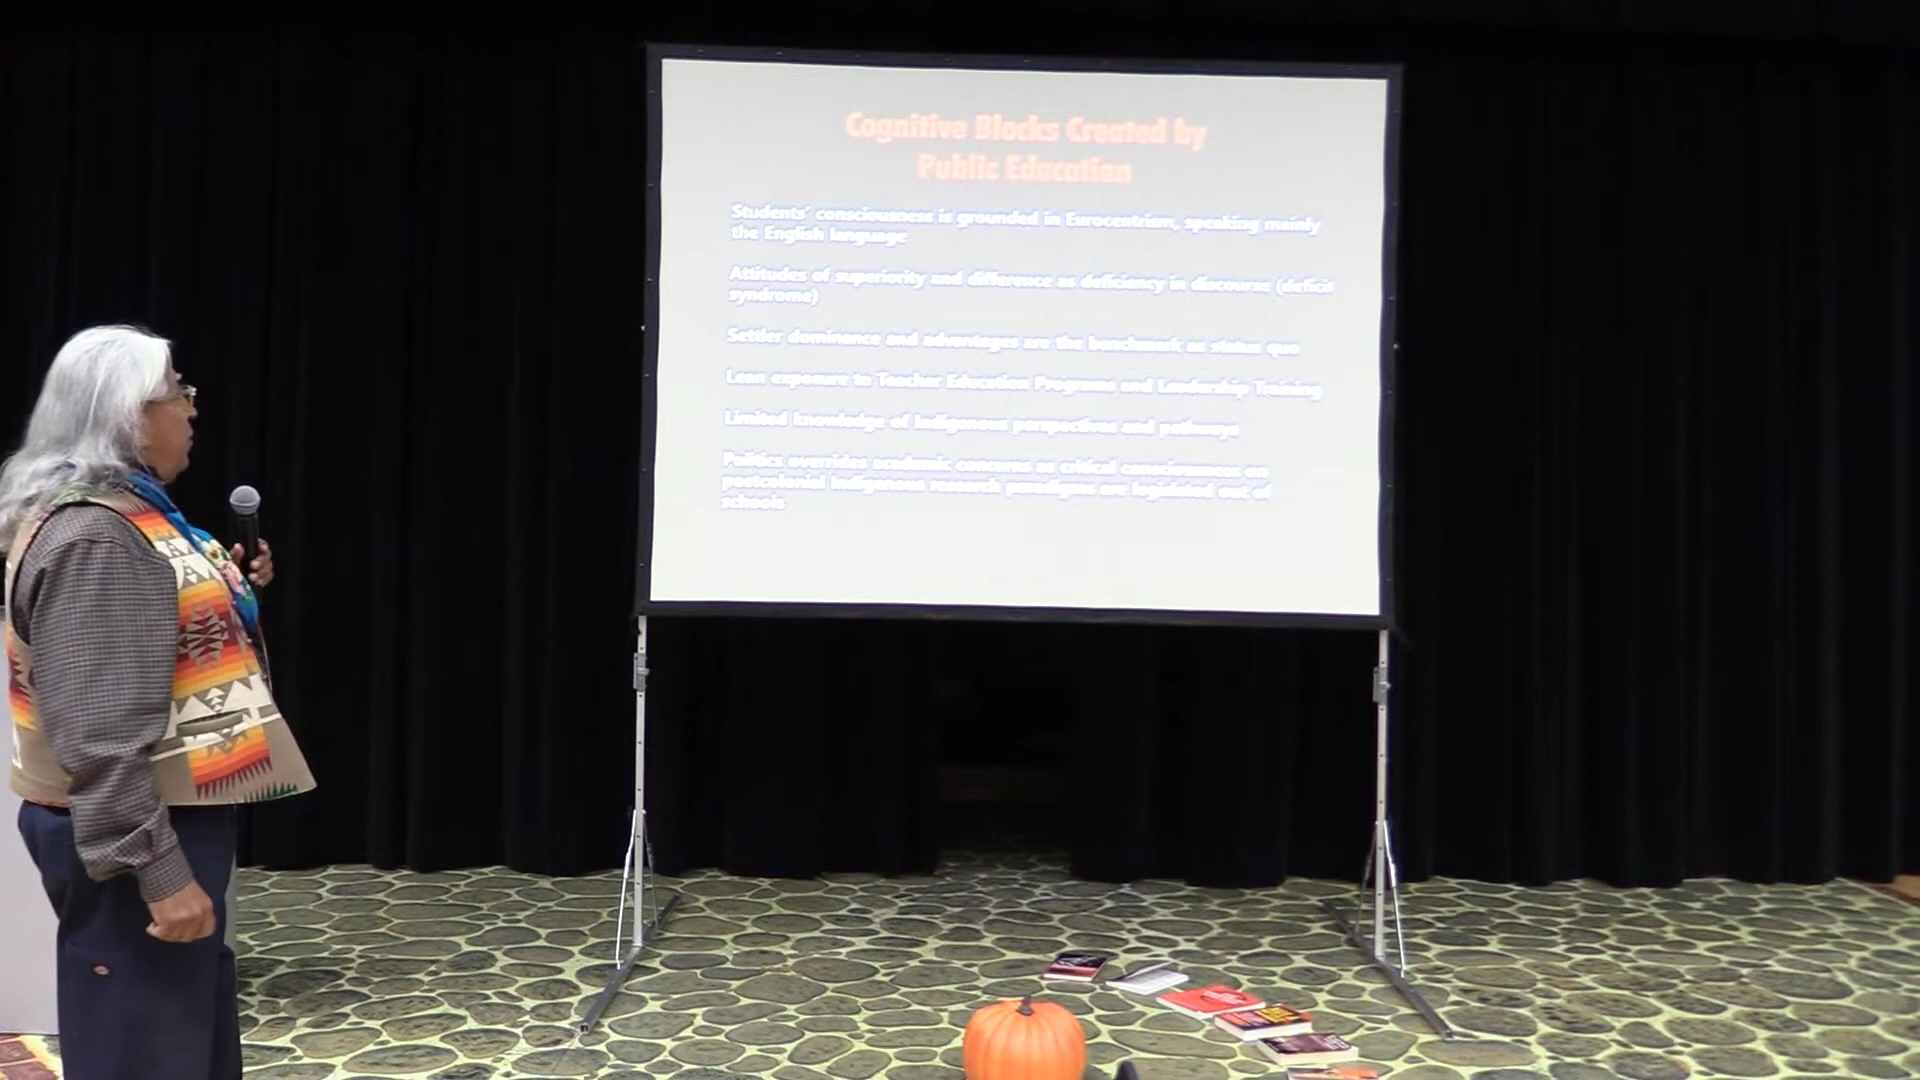 Cognitive Blocks Created by
Public Education
Students' consciousness is grounded in Eurocentrism, speaking mainly
the English language
Attitudes of superiority and difference as deficiency in discourse (deficit
syndrome)
Settler dominance and advantages are the benchmark as status quo
Lean exposure to Teacher Education Programs and Leadership Training
Limited knowledge of Indigenous perspectives and pathways
Politics overrides academic concerns as critical consciousness on
postcolonial Indigenous research paradigms are legislated out of
schools